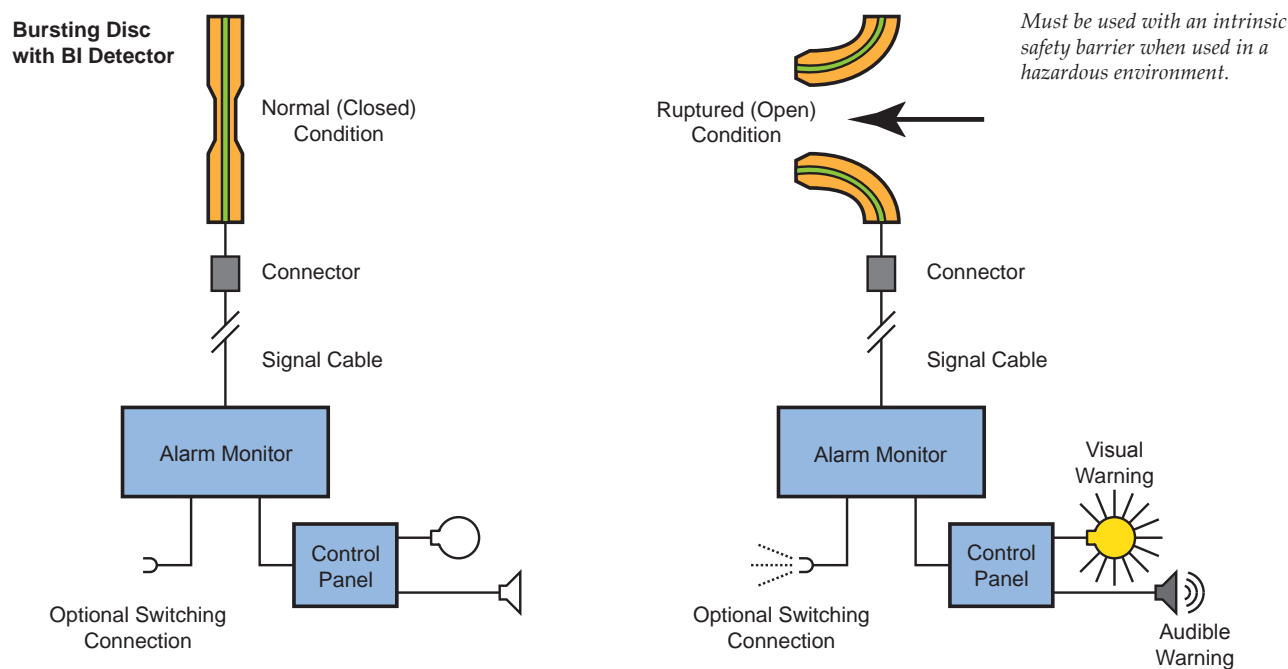 Bursting Disc
with BI Detector
Normal (Closed)
Condition
Connector
Signal Cable
Alarm Monitor
Control
Panel
Optional Switching
Connection
Must be used with an intrinsic
safety barrier when used in a
hazardous environment.
Ruptured (Open)
Condition
Connector
Signal Cable
Alarm Monitor
Visual
Warning
Control
Panel
Optional Switching
Connection
Audible
Warning